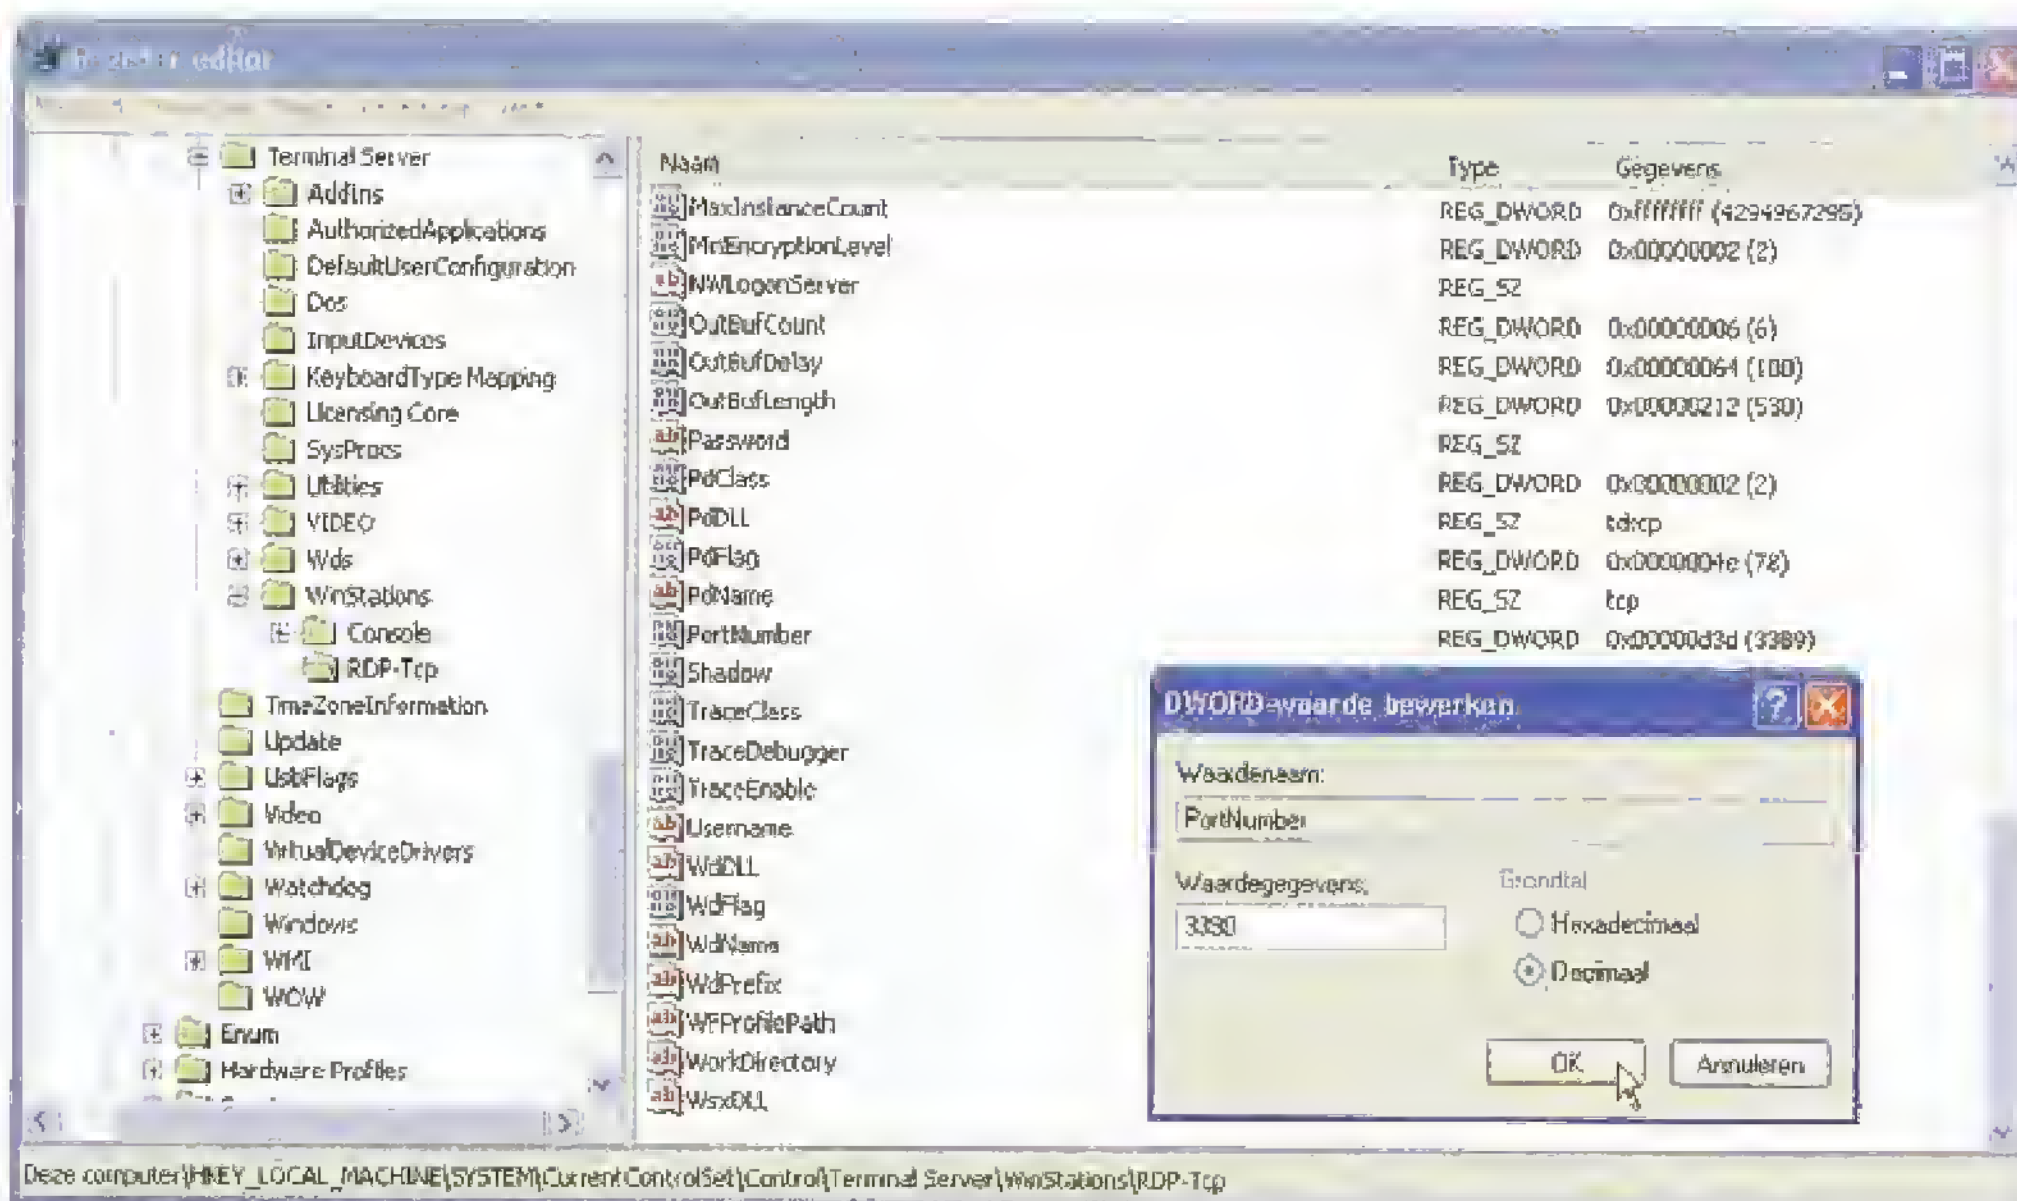 Register-editor
Terminal Server
AddIns
AuthorizedApplications
DefaultUserConfiguration
Dos
InputDevices
KeyboardType Mapping
Licensing Core
SysProcs
Utilities
VIDEO
Wds
WinStations
Console
RDP-Tcp
TimeZoneInformation
Update
UsbFlags
Video
VirtualDeviceDrivers
Watchdog
Windows
WMI
WOW
Enum
Hardware Profiles
Naam Type Gegevens
MaxInstanceCount REG_DWORD 0xffffffff (4294967295)
MinEncryptionLevel REG_DWORD 0x00000002 (2)
NWLogonServer REG_SZ
OutBufCount REG_DWORD 0x00000006 (6)
OutBufDelay REG_DWORD 0x00000064 (100)
OutBufLength REG_DWORD 0x00000212 (530)
Password REG_SZ
PdClass REG_DWORD 0x00000002 (2)
PdDLL REG_SZ tdtcp
PdFlag REG_DWORD 0x0000004e (78)
PdName REG_SZ tcp
PortNumber REG_DWORD 0x00000d3d (3389)
Shadow
TraceClass
TraceDebugger
TraceEnable
Username
WdDLL
WdFlag
WdName
WdPrefix
WFProfilePath
WorkDirectory
WsxDLL
DWORD-waarde bewerken
Waardenaam:
PortNumber
Waardegegevens:
3390
Grondtal
Hexadecimaal
Decimaal
OK
Annuleren
Deze computer\HKEY_LOCAL_MACHINE\SYSTEM\CurrentControlSet\Control\Terminal Server\WinStations\RDP-Tcp